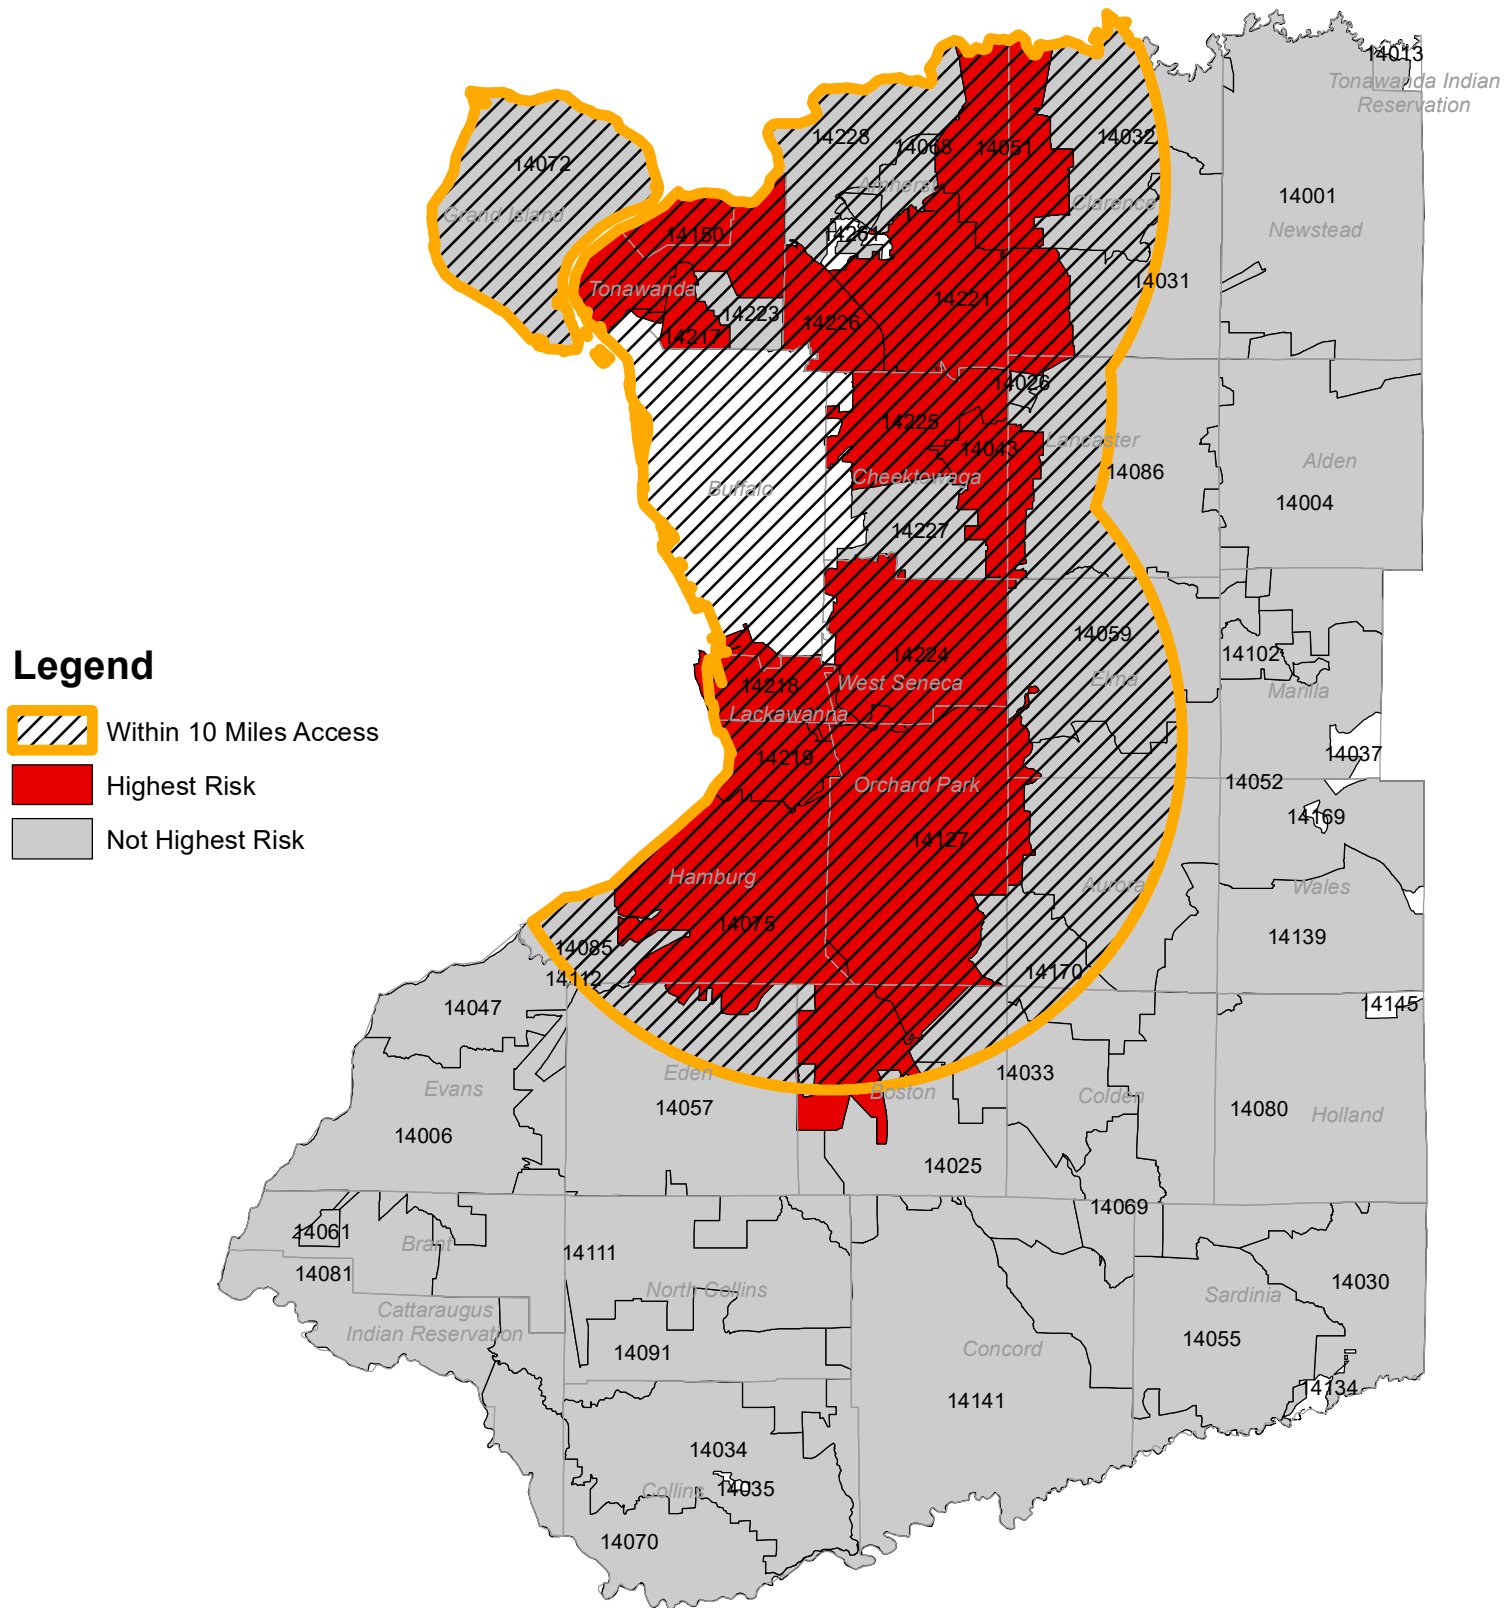 14013
Tonawanda Indian
Reservation
14228
14068
14051
14032
14072
Amherst
Clarence
14001
Grand Island
Newstead
14150
14261
14031
Tonawanda
14221
14223
14226
14217
14026
14225
Lancaster
14043
Alden
Cheektowaga
14086
Buffalo
14004
14227
14059
14102
14224
Legend
Elma
West Seneca
14218
Marilla
Lackawanna
Within 10 Miles Access
14037
14219
Orchard Park
14052
Highest Risk
14169
14127
Not Highest Risk
Hamburg
Aurora
Wales
14075
14139
14085
14170
14112
14047
14145
Eden
14033
Evans
Boston
Colden
14057
14080
Holland
14006
14025
14069
14061
Brant
14111
14081
North Collins
14030
Cattaraugus
Indian Reservation
Sardinia
14055
14091
Concord
14134
14141
14034
Collins
14035
14070